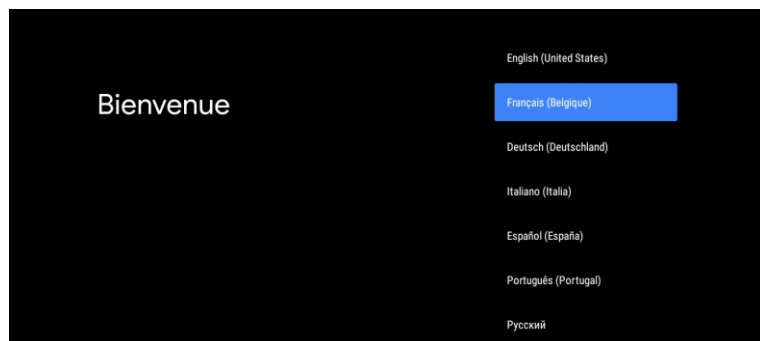 Bienvenue
English (United States)
Français (Belgique)
Deutsch (Deutschland)
Italiano (Italia)
Español (España)
Português (Portugal)
Русский